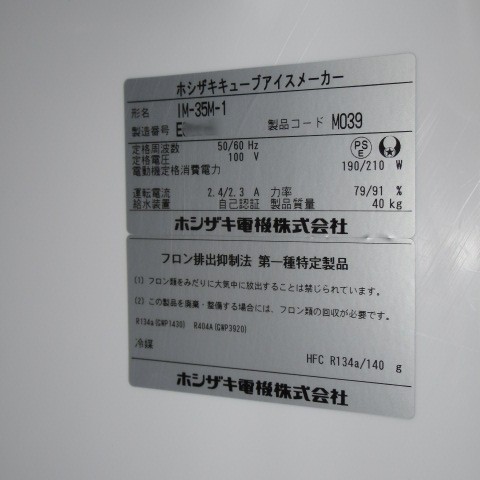 ホシザキキューブアイスメーカー
形名 IM-35M-1
製造番号 E 製品コード M039
定格周波数 50/60 Hz
定格電圧 100 V
電動機定格消費電力 190/210 W
PS E
運転電流 2.4/2.3 A 力率 79/91 %
給水装置 自己認証 製品質量 40 kg
ホシザキ電機株式会社
フロン排出抑制法 第一種特定製品
(1) フロン類をみだりに大気中に放出することは禁じられています。
(2) この製品を廃棄・整備する場合には、フロン類の回収が必要です。
R134a(GWP1430) R404A(GWP3920)
冷媒 HFC R134a/140 g
ホシザキ電機株式会社